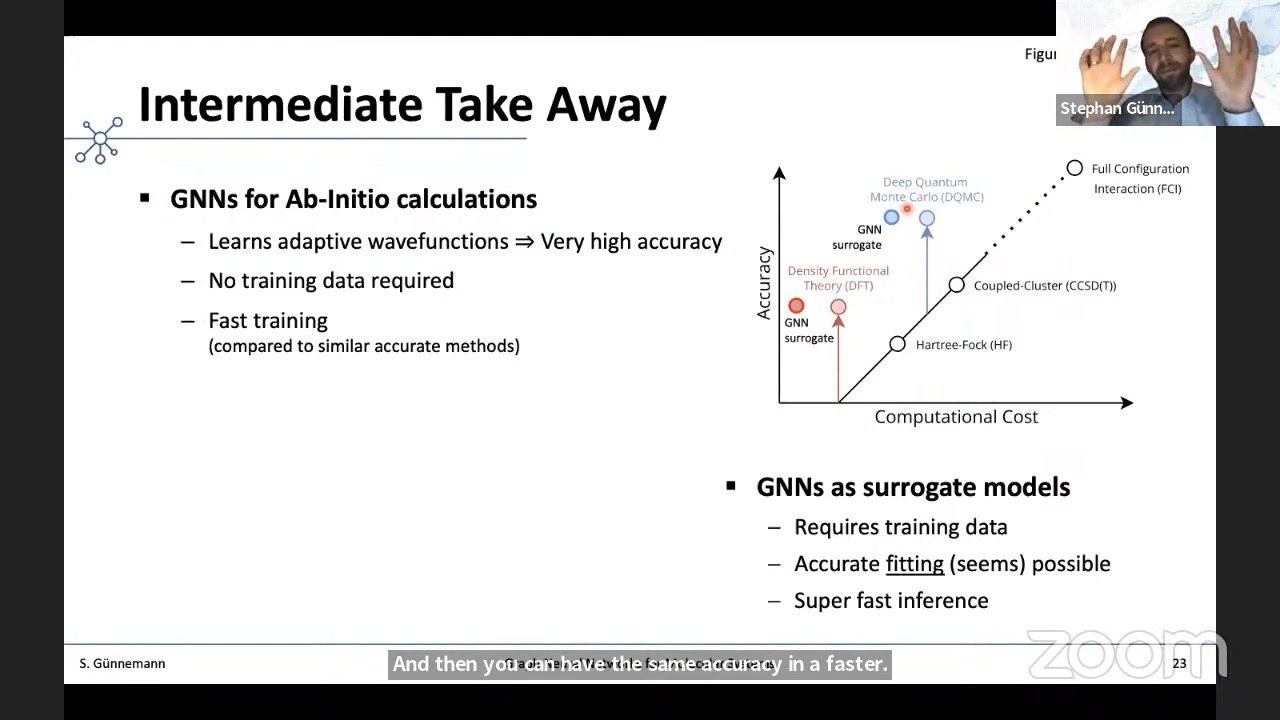 Figur
Stephan Günn...
Intermediate Take Away
GNNs for Ab-Initio calculations
– Learns adaptive wavefunctions ⇒ Very high accuracy
– No training data required
– Fast training
(compared to similar accurate methods)
Accuracy
Computational Cost
Deep Quantum
Monte Carlo (DQMC)
GNN
surrogate
Density Functional
Theory (DFT)
GNN
surrogate
Full Configuration
Interaction (FCI)
Coupled-Cluster (CCSD(T))
Hartree-Fock (HF)
GNNs as surrogate models
– Requires training data
– Accurate fitting (seems) possible
– Super fast inference
S. Günnemann
And then you can have the same accuracy in a faster.
23
zoom